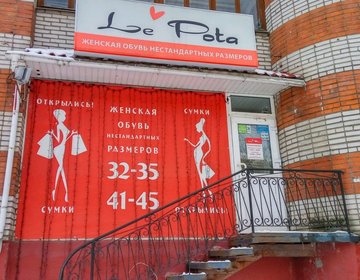 Le Pota
ЖЕНСКАЯ ОБУВЬ НЕСТАНДАРТНЫХ РАЗМЕРОВ
ОТКРЫЛИСЬ!
ЖЕНСКАЯ
ОБУВЬ
НЕСТАНДАРТНЫХ
РАЗМЕРОВ
32-35
41-45
СУМКИ
СУМКИ
ОТКРЫЛИСЬ!